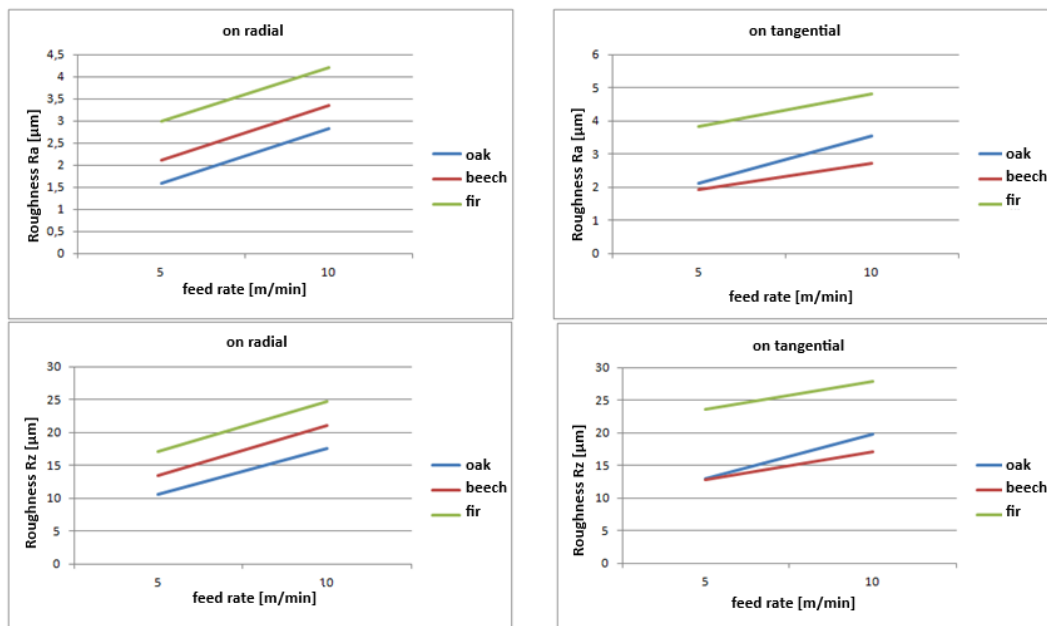 on radial
Roughness Ra [µm]
4,5
4
3,5
3
2,5
2
1,5
1
0,5
0
5
10
feed rate [m/min]
oak
beech
fir
on tangential
Roughness Ra [µm]
6
5
4
3
2
1
0
5
10
feed rate [m/min]
oak
beech
fir
on radial
Roughness Rz [µm]
30
25
20
15
10
5
0
5
10
feed rate [m/min]
oak
beech
fir
on tangential
Roughness Rz [µm]
30
25
20
15
10
5
0
5
10
feed rate [m/min]
oak
beech
fir